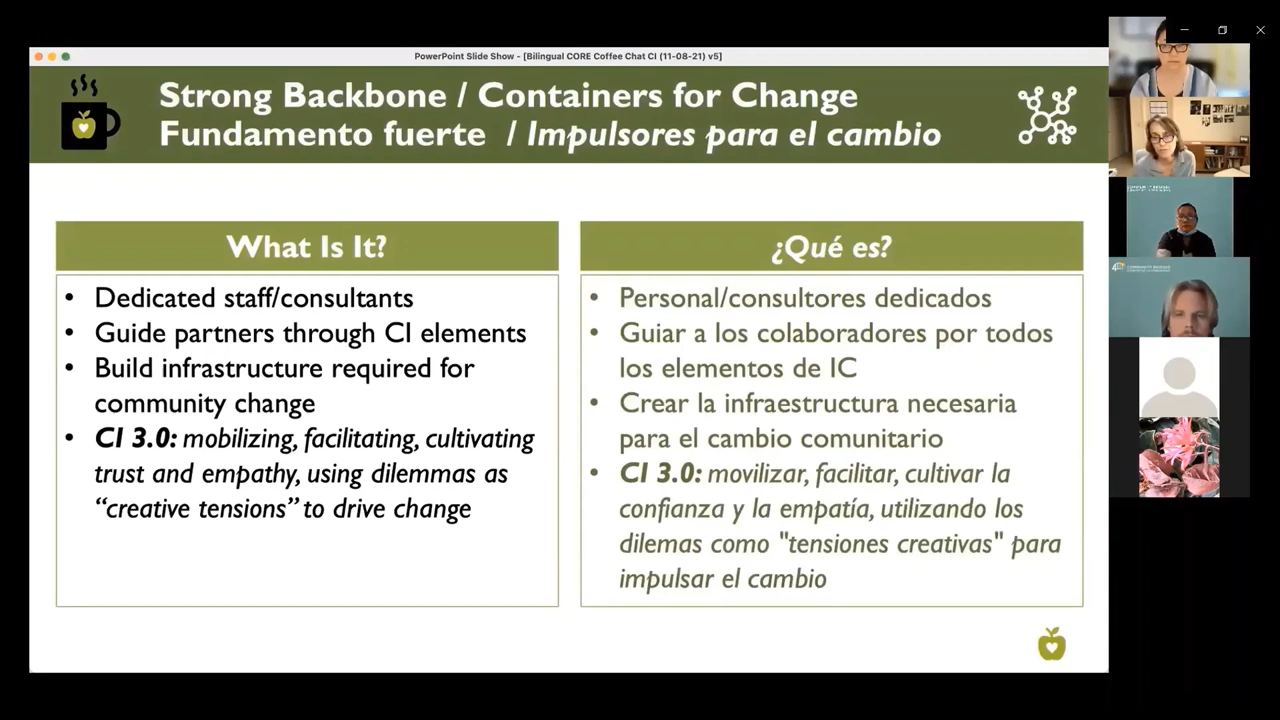 PowerPoint Slide Show - [Bilingual CORE Coffee Chat CI (11-08-21) v5]
Strong Backbone / Containers for Change
Fundamento fuerte / Impulsores para el cambio
What Is It?
• Dedicated staff/consultants
• Guide partners through CI elements
• Build infrastructure required for
community change
• CI 3.0: mobilizing, facilitating, cultivating
trust and empathy, using dilemmas as
“creative tensions” to drive change
¿Qué es?
• Personal/consultores dedicados
• Guiar a los colaboradores por todos
los elementos de IC
• Crear la infraestructura necesaria
para el cambio comunitario
• CI 3.0: movilizar, facilitar, cultivar la
confianza y la empatía, utilizando los
dilemas como "tensiones creativas" para
impulsar el cambio